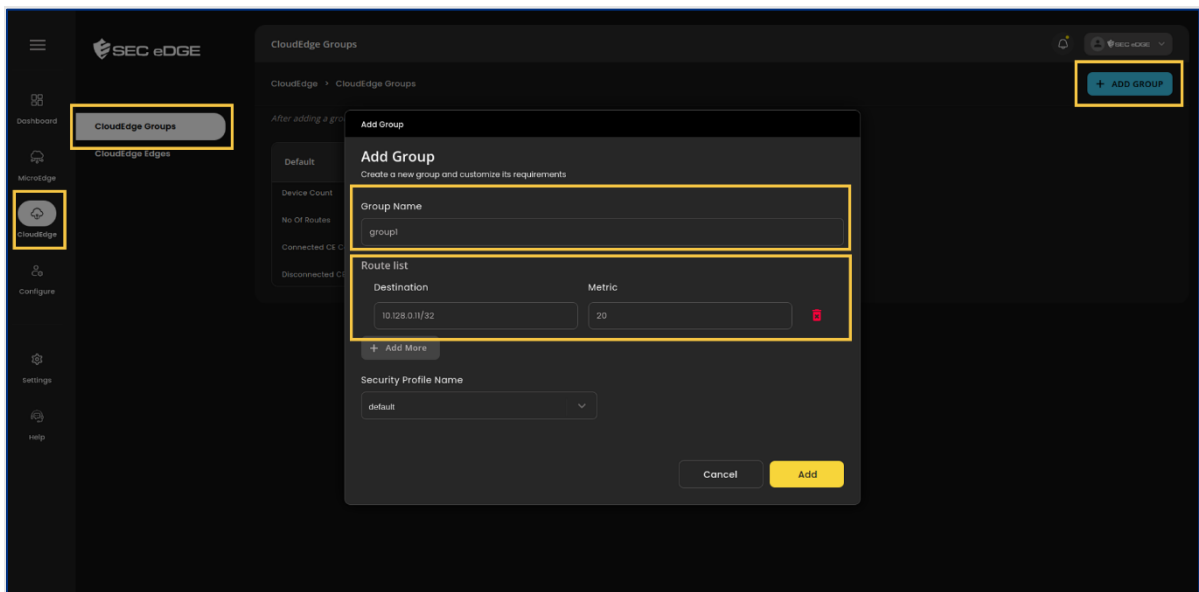 SEC eDGE
CloudEdge Groups
SEC eDGE
CloudEdge > CloudEdge Groups
+ ADD GROUP
Dashboard
CloudEdge Groups
After adding a gro
Add Group
CloudEdge Edges
Default
Add Group
Create a new group and customize its requirements
MicroEdge
Device Count
Group Name
No Of Routes
group1
CloudEdge
Connected CE C
Route list
Disconnected Cl
Destination
Metric
Configure
10.128.0.11/32
20
+ Add More
Settings
Security Profile Name
default
Help
Cancel
Add